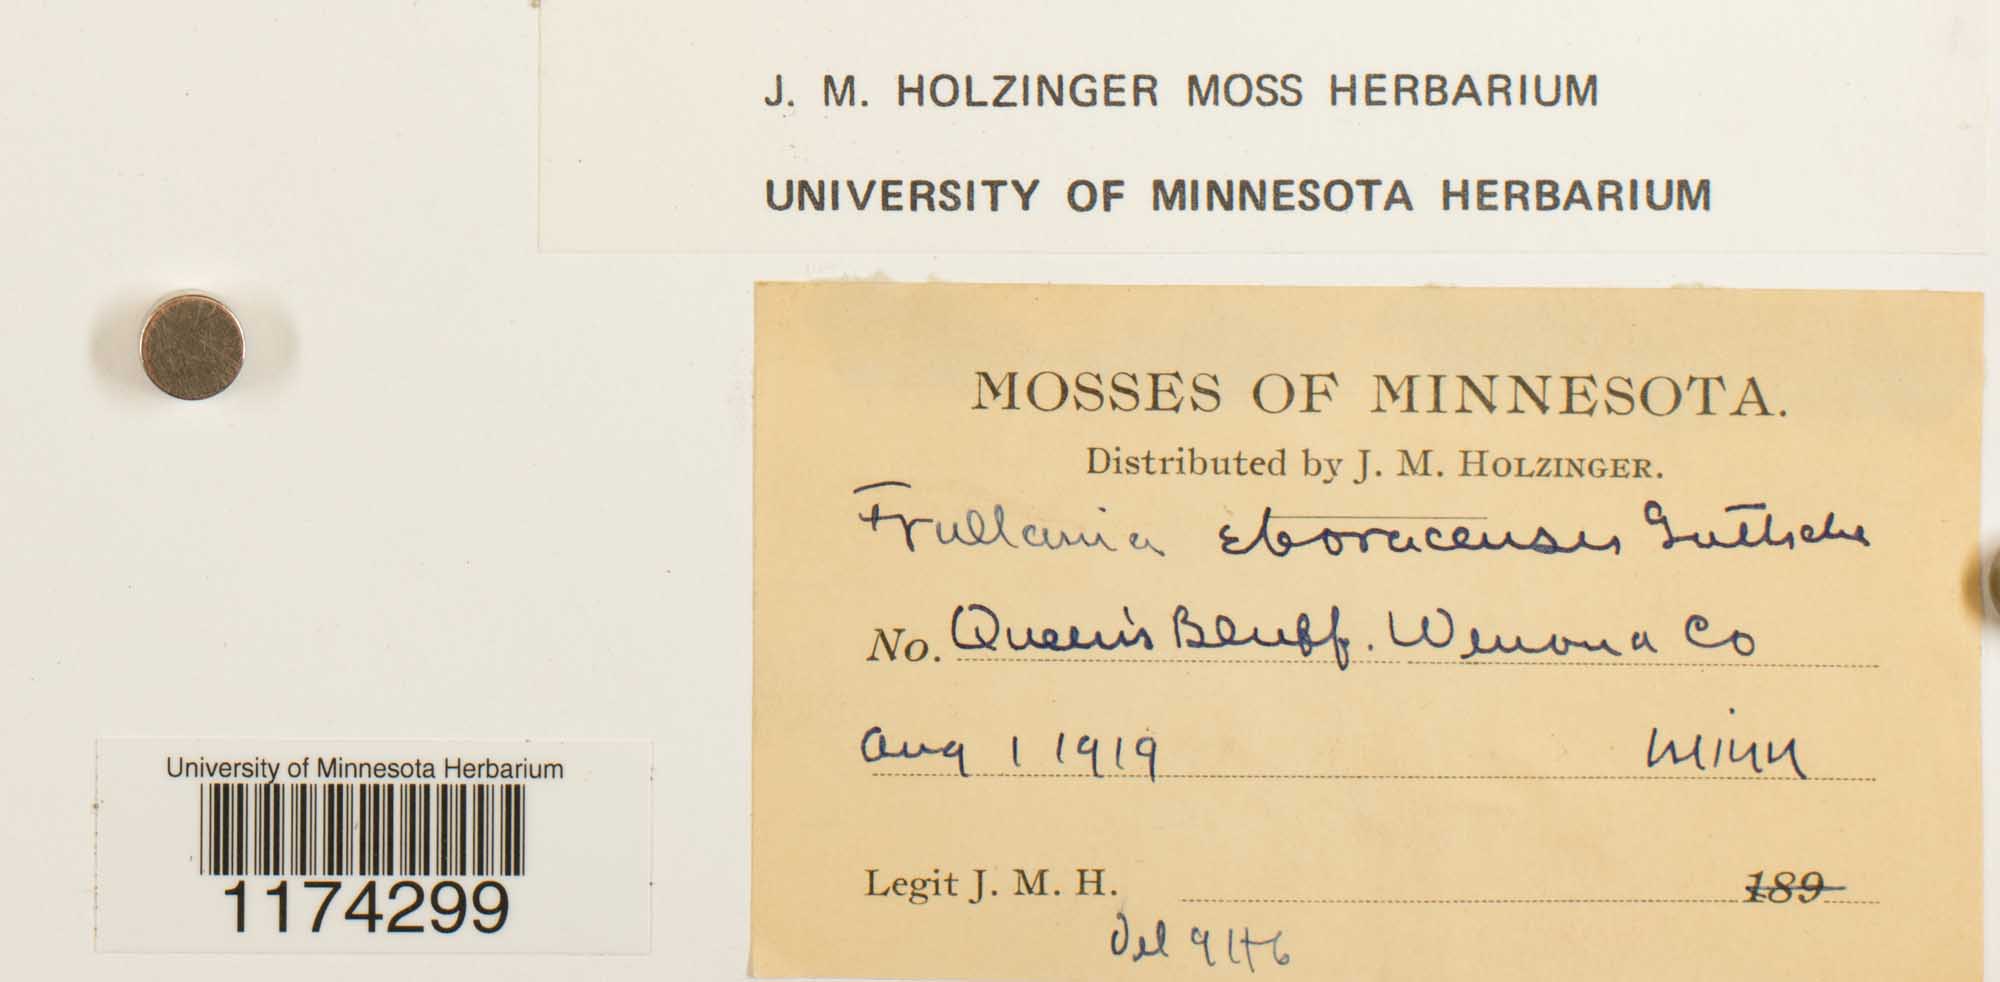 J. M. HOLZINGER MOSS HERBARIUM
UNIVERSITY OF MINNESOTA HERBARIUM
MOSSES OF MINNESOTA.
Distributed by J. M. HOLZINGER.
Frullania eboracensis Gottsche
No. Queen's Bluff. Winona Co
Aug 1 1919 Minn
Legit J. M. H. 189
University of Minnesota Herbarium
1174299